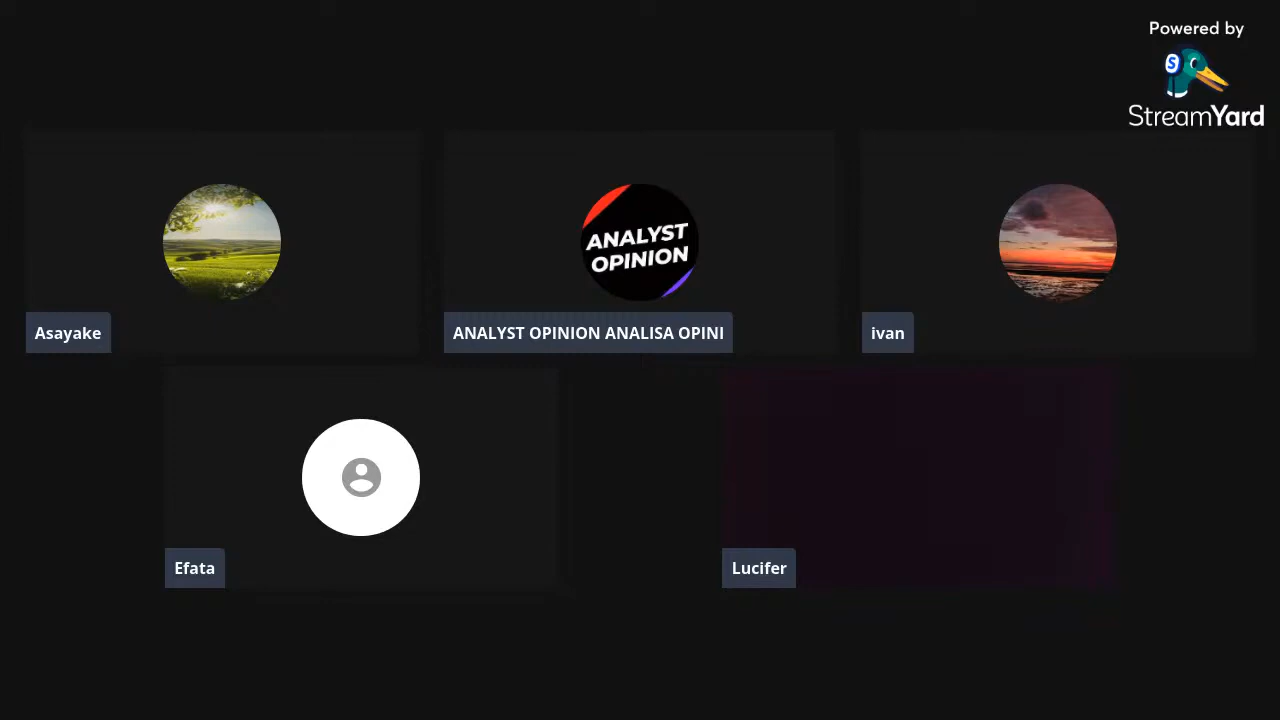 Powered by
S
StreamYard
ANALYST
OPINION
Asayake
ANALYST OPINION ANALISA OPINI
ivan
Efata
Lucifer